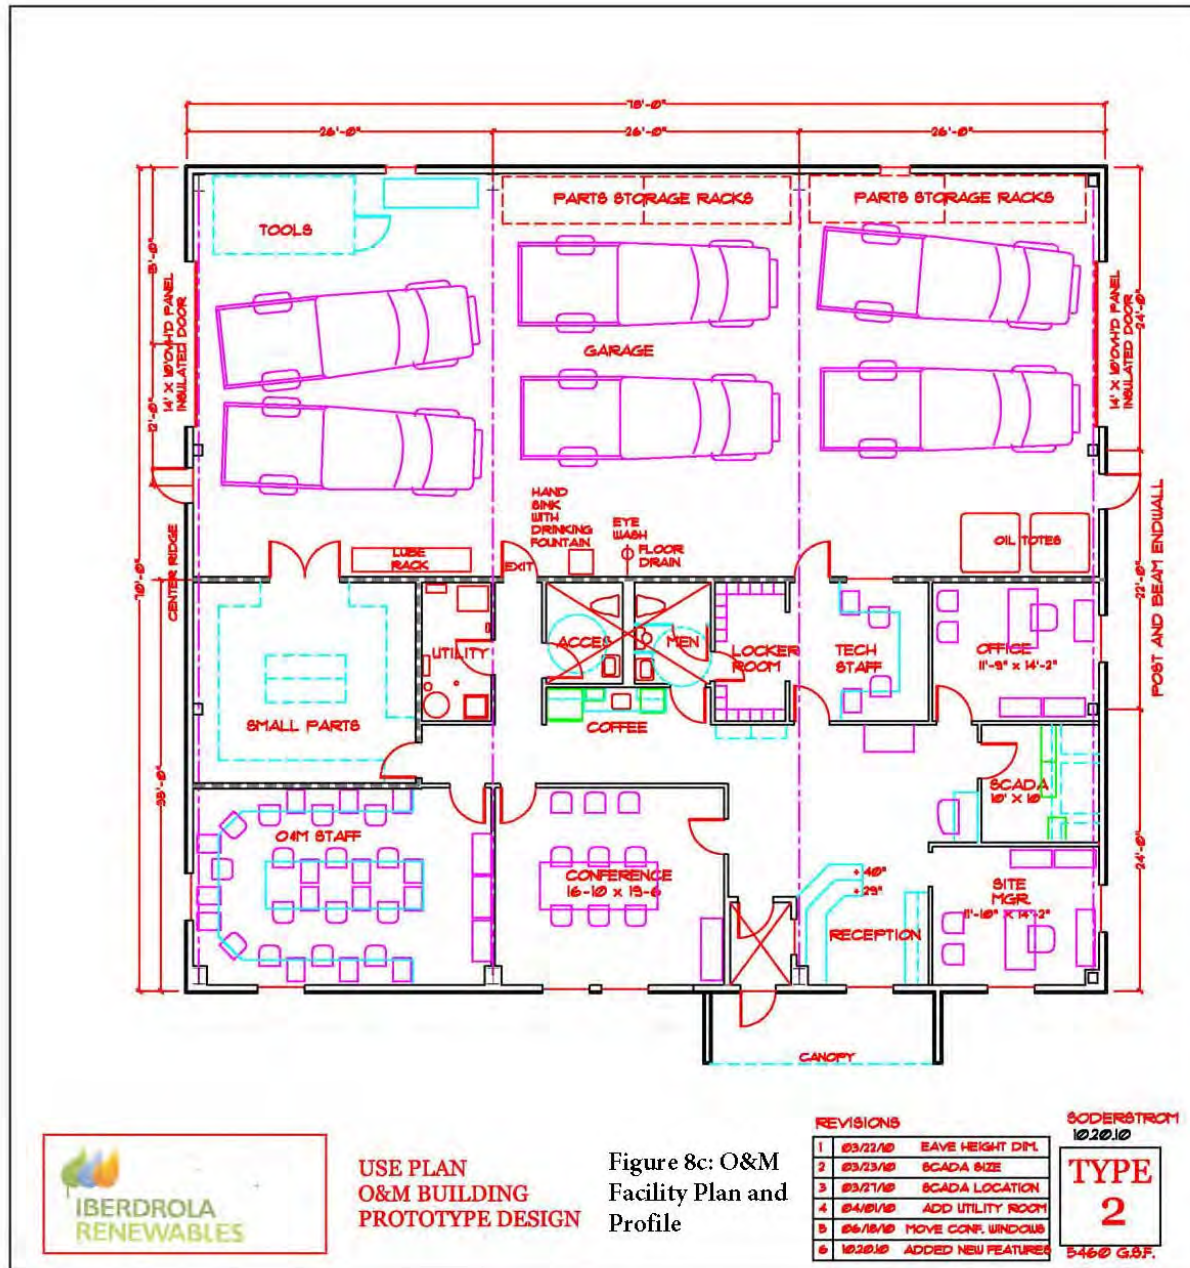 78'-0"
26'-0" 26'-0" 26'-0"
TOOLS
PARTS STORAGE RACKS
PARTS STORAGE RACKS
14' X 10'OVH'D PANEL
INSULATED DOOR
12'-0"
70'-0"
CENTER RIDGE
GARAGE
14' X 10'OVH'D PANEL
INSULATED DOOR
24'-0"
HAND
SINK
WITH
DRINKING
FOUNTAIN
EYE
WASH
FLOOR
DRAIN
LUBE
RACK
EXIT
OIL TOTES
22'-0"
POST AND BEAM ENDWALL
UTILITY
ACCES
MEN
LOCKER
ROOM
TECH
STAFF
OFFICE
11'-9" x 14'-2"
SMALL PARTS
COFFEE
SCADA
10' X 10'
O&M STAFF
CONFERENCE
16-10 x 19-6
+ 40"
+ 29"
RECEPTION
SITE
MGR.
11'-10" X 14'-2"
24'-0"
CANOPY
IBERDROLA
RENEWABLES
USE PLAN
O&M BUILDING
PROTOTYPE DESIGN
Figure 8c: O&M
Facility Plan and
Profile
REVISIONS
1 03/22/10 EAVE HEIGHT DIM.
2 03/23/10 SCADA SIZE
3 03/27/10 SCADA LOCATION
4 04/01/10 ADD UTILITY ROOM
5 06/18/10 MOVE CONF. WINDOWS
6 10.20.10 ADDED NEW FEATURES
SODERSTROM
10.20.10
TYPE
2
5460 G.S.F.